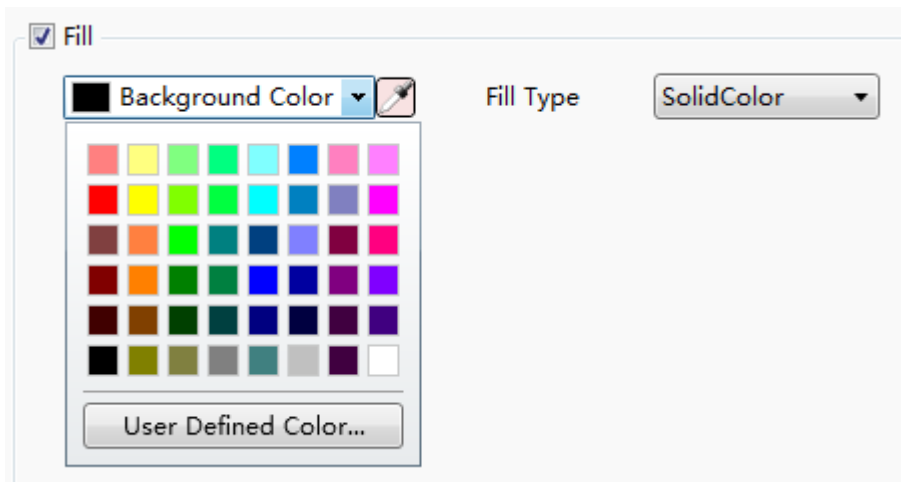 Fill
Background Color
Fill Type
SolidColor
User Defined Color...